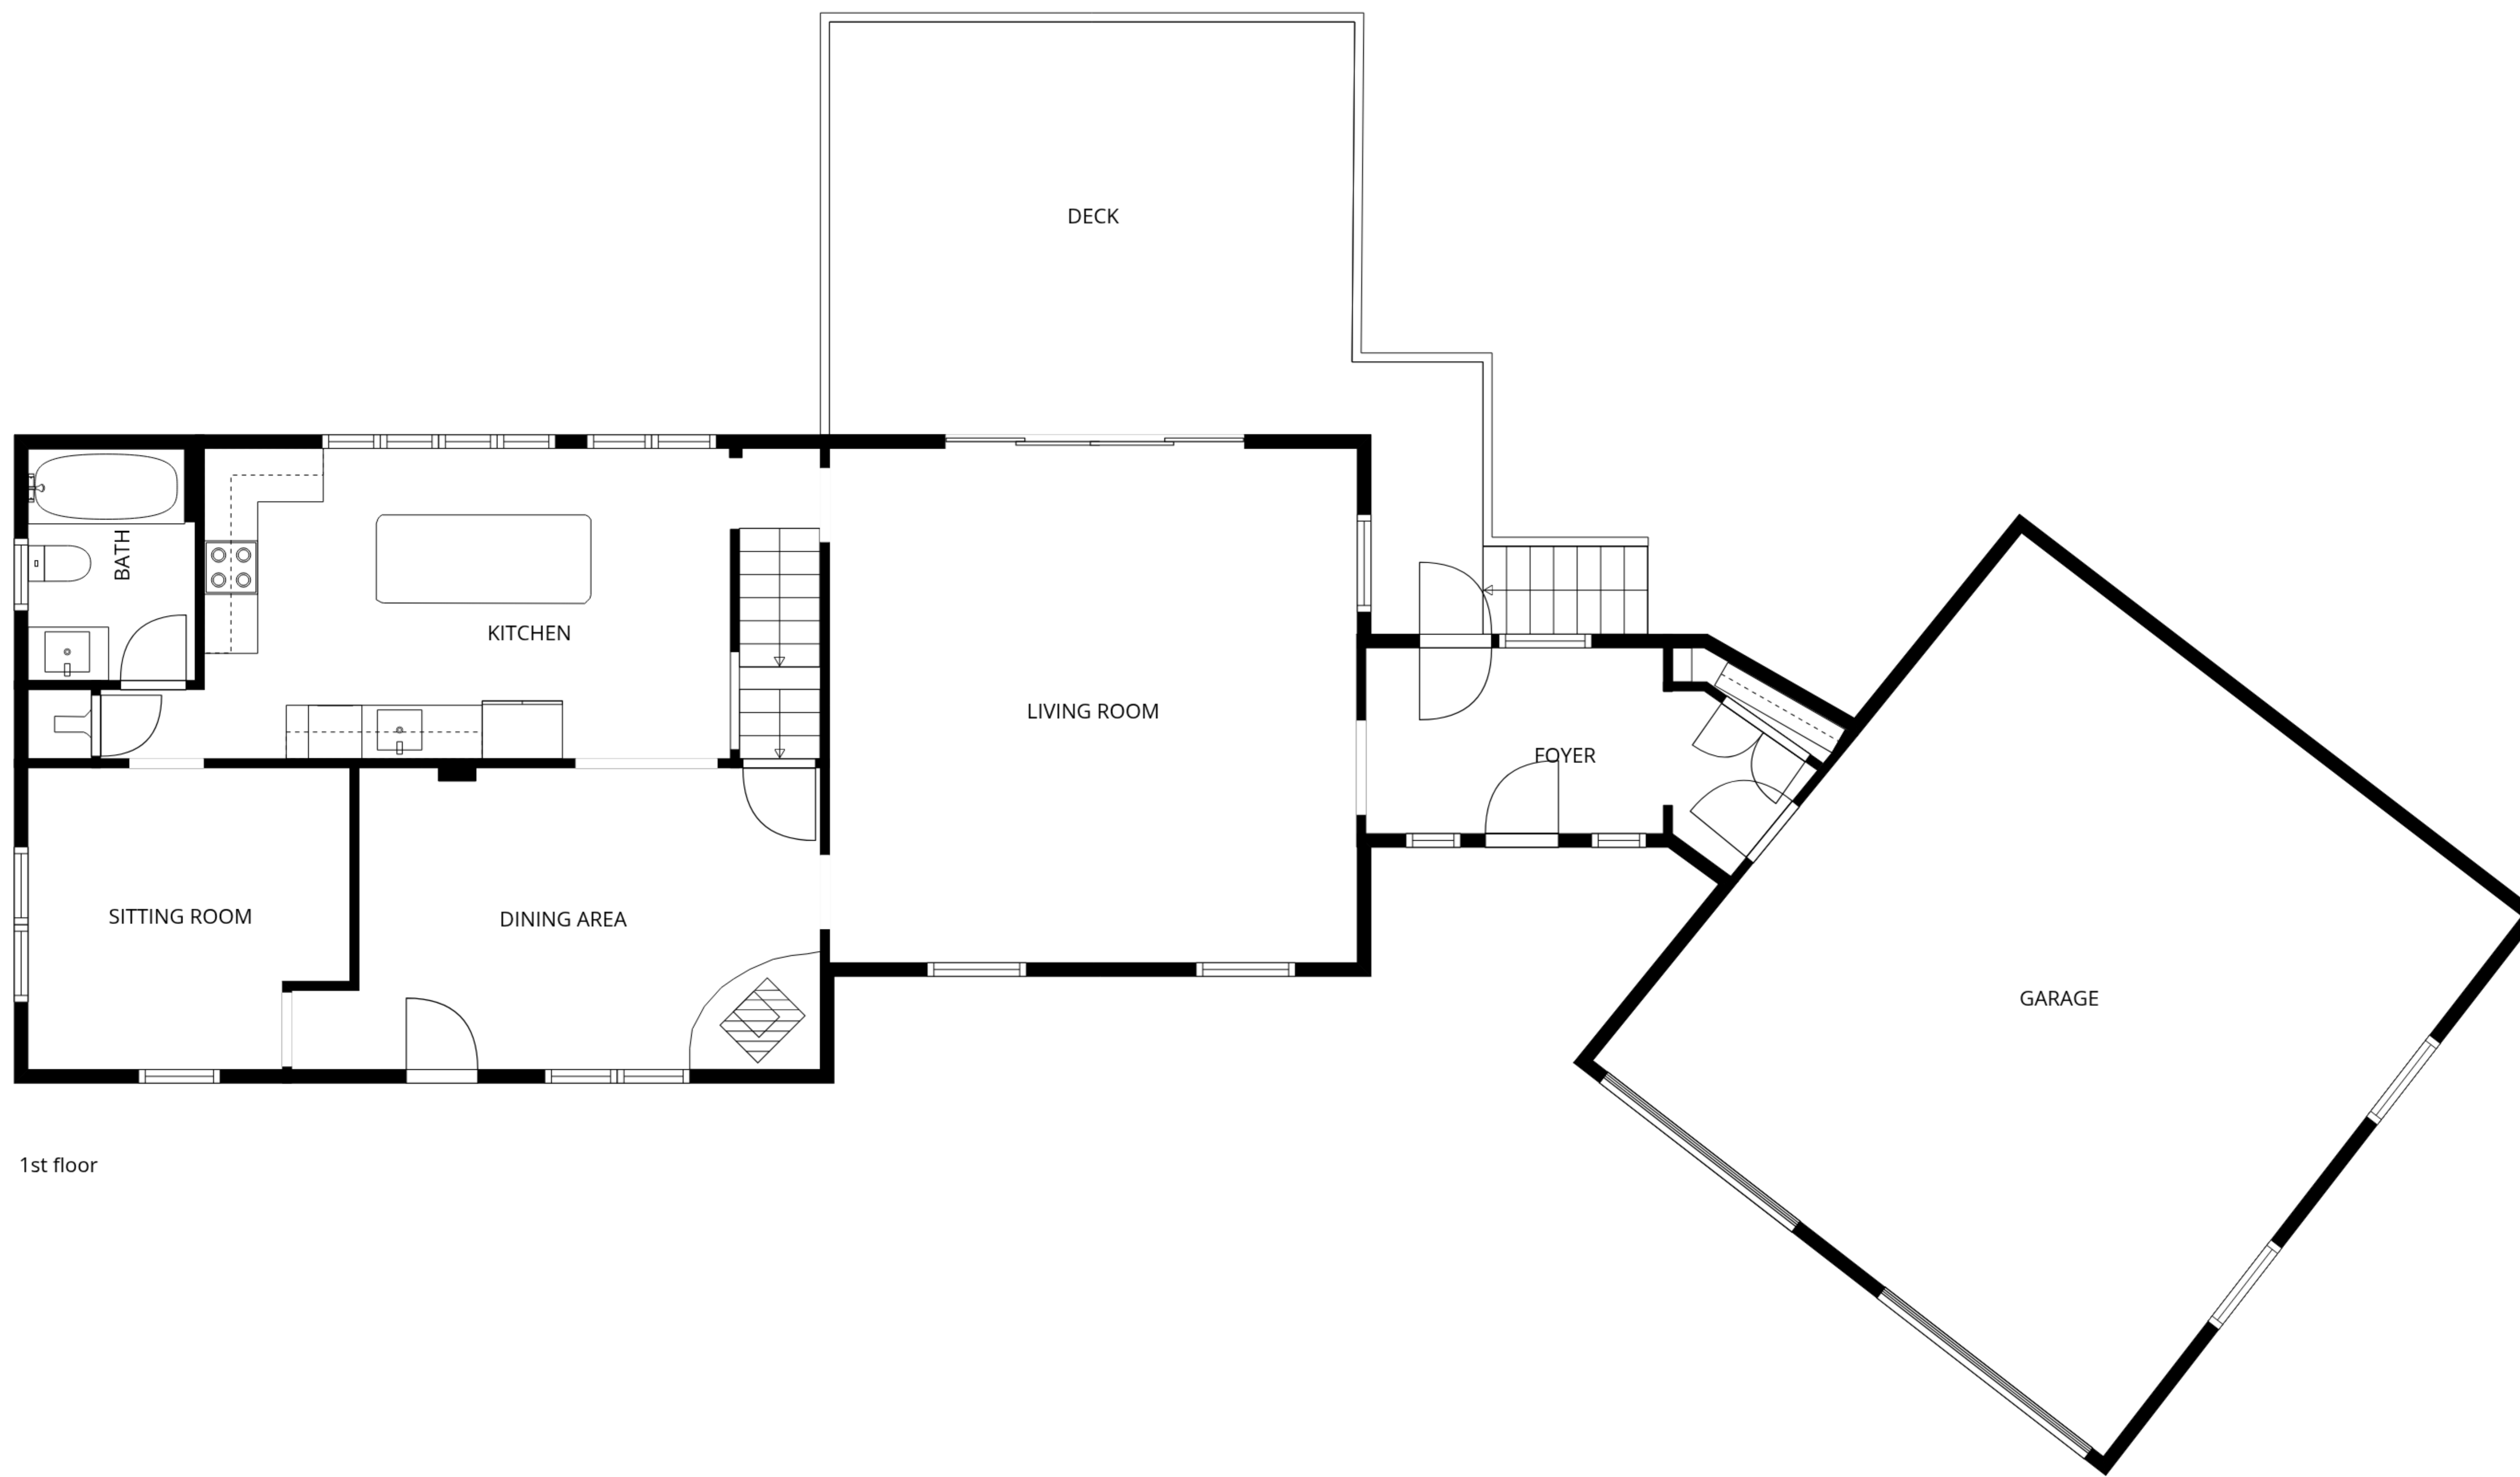 DECK
BATH
KITCHEN
LIVING ROOM
FOYER
SITTING ROOM
DINING AREA
GARAGE
1st floor